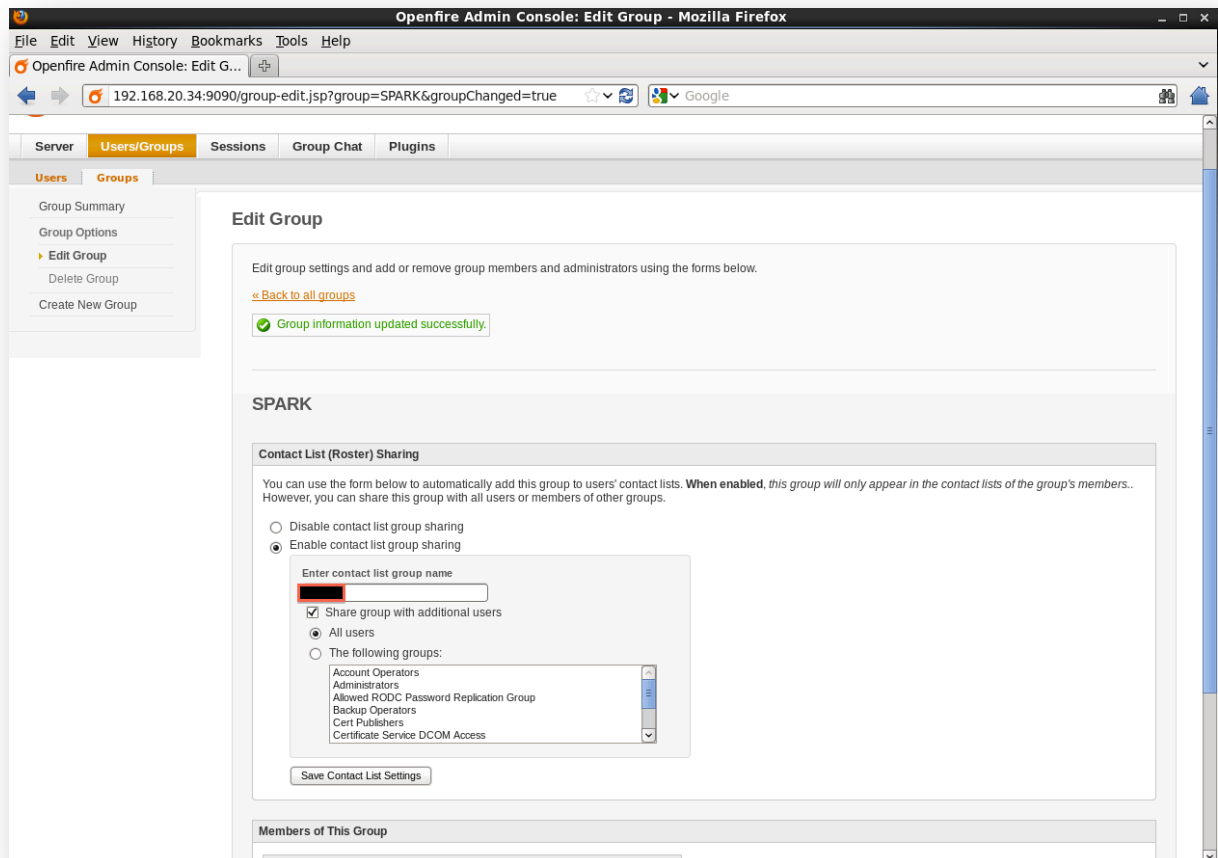 Openfire Admin Console: Edit Group - Mozilla Firefox
File Edit View History Bookmarks Tools Help
Openfire Admin Console: Edit G...
192.168.20.34:9090/group-edit.jsp?group=SPARK&groupChanged=true Google
Server Users/Groups Sessions Group Chat Plugins
Users Groups
Group Summary
Group Options
Edit Group
Delete Group
Create New Group
Edit Group
Edit group settings and add or remove group members and administrators using the forms below.
« Back to all groups
Group information updated successfully.
SPARK
Contact List (Roster) Sharing
You can use the form below to automatically add this group to users' contact lists. When enabled, this group will only appear in the contact lists of the group's members..
However, you can share this group with all users or members of other groups.
Disable contact list group sharing
Enable contact list group sharing
Enter contact list group name
Share group with additional users
All users
The following groups:
Account Operators
Administrators
Allowed RODC Password Replication Group
Backup Operators
Cert Publishers
Certificate Service DCOM Access
Save Contact List Settings
Members of This Group